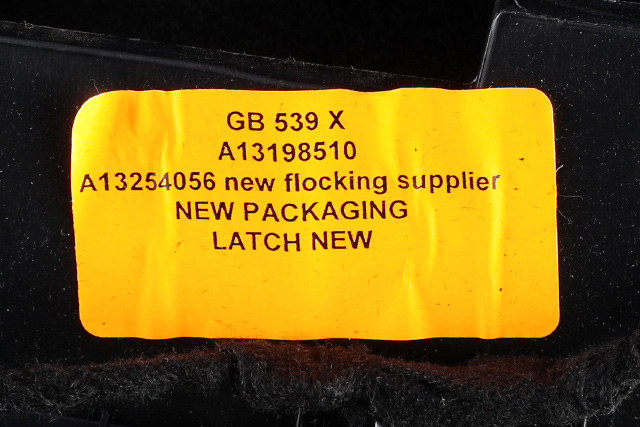 GB 539 X
A13198510
A13254056 new flocking supplier
NEW PACKAGING
LATCH NEW